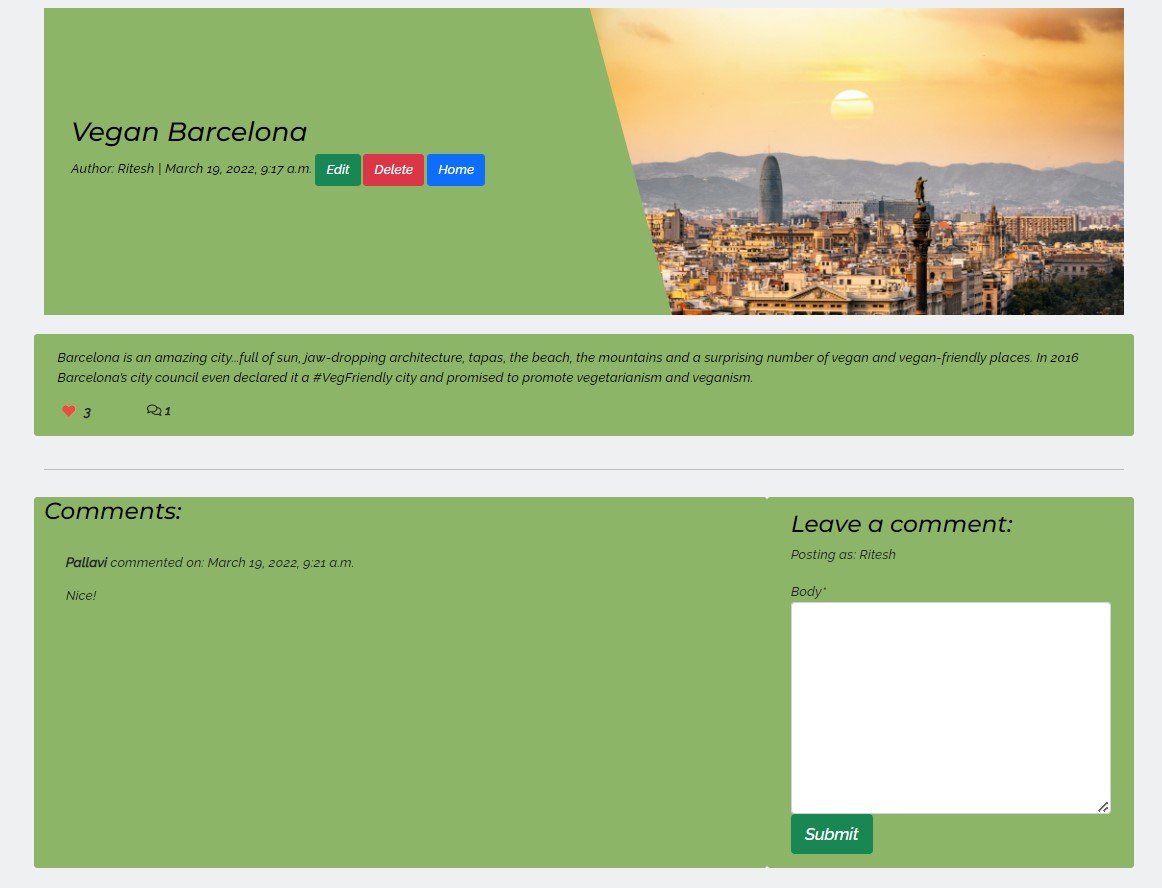 Vegan Barcelona
Author: Ritesh | March 19, 2022, 9:17 a.m. Edit Delete Home
Barcelona is an amazing city...full of sun, jaw-dropping architecture, tapas, the beach, the mountains and a surprising number of vegan and vegan-friendly places. In 2016
Barcelona's city council even declared it a #VegFriendly city and promised to promote vegetarianism and veganism.
3 1
Comments:
Pallavi commented on: March 19, 2022, 9:21 a.m.
Nice!
Leave a comment:
Posting as: Ritesh
Body*
Submit